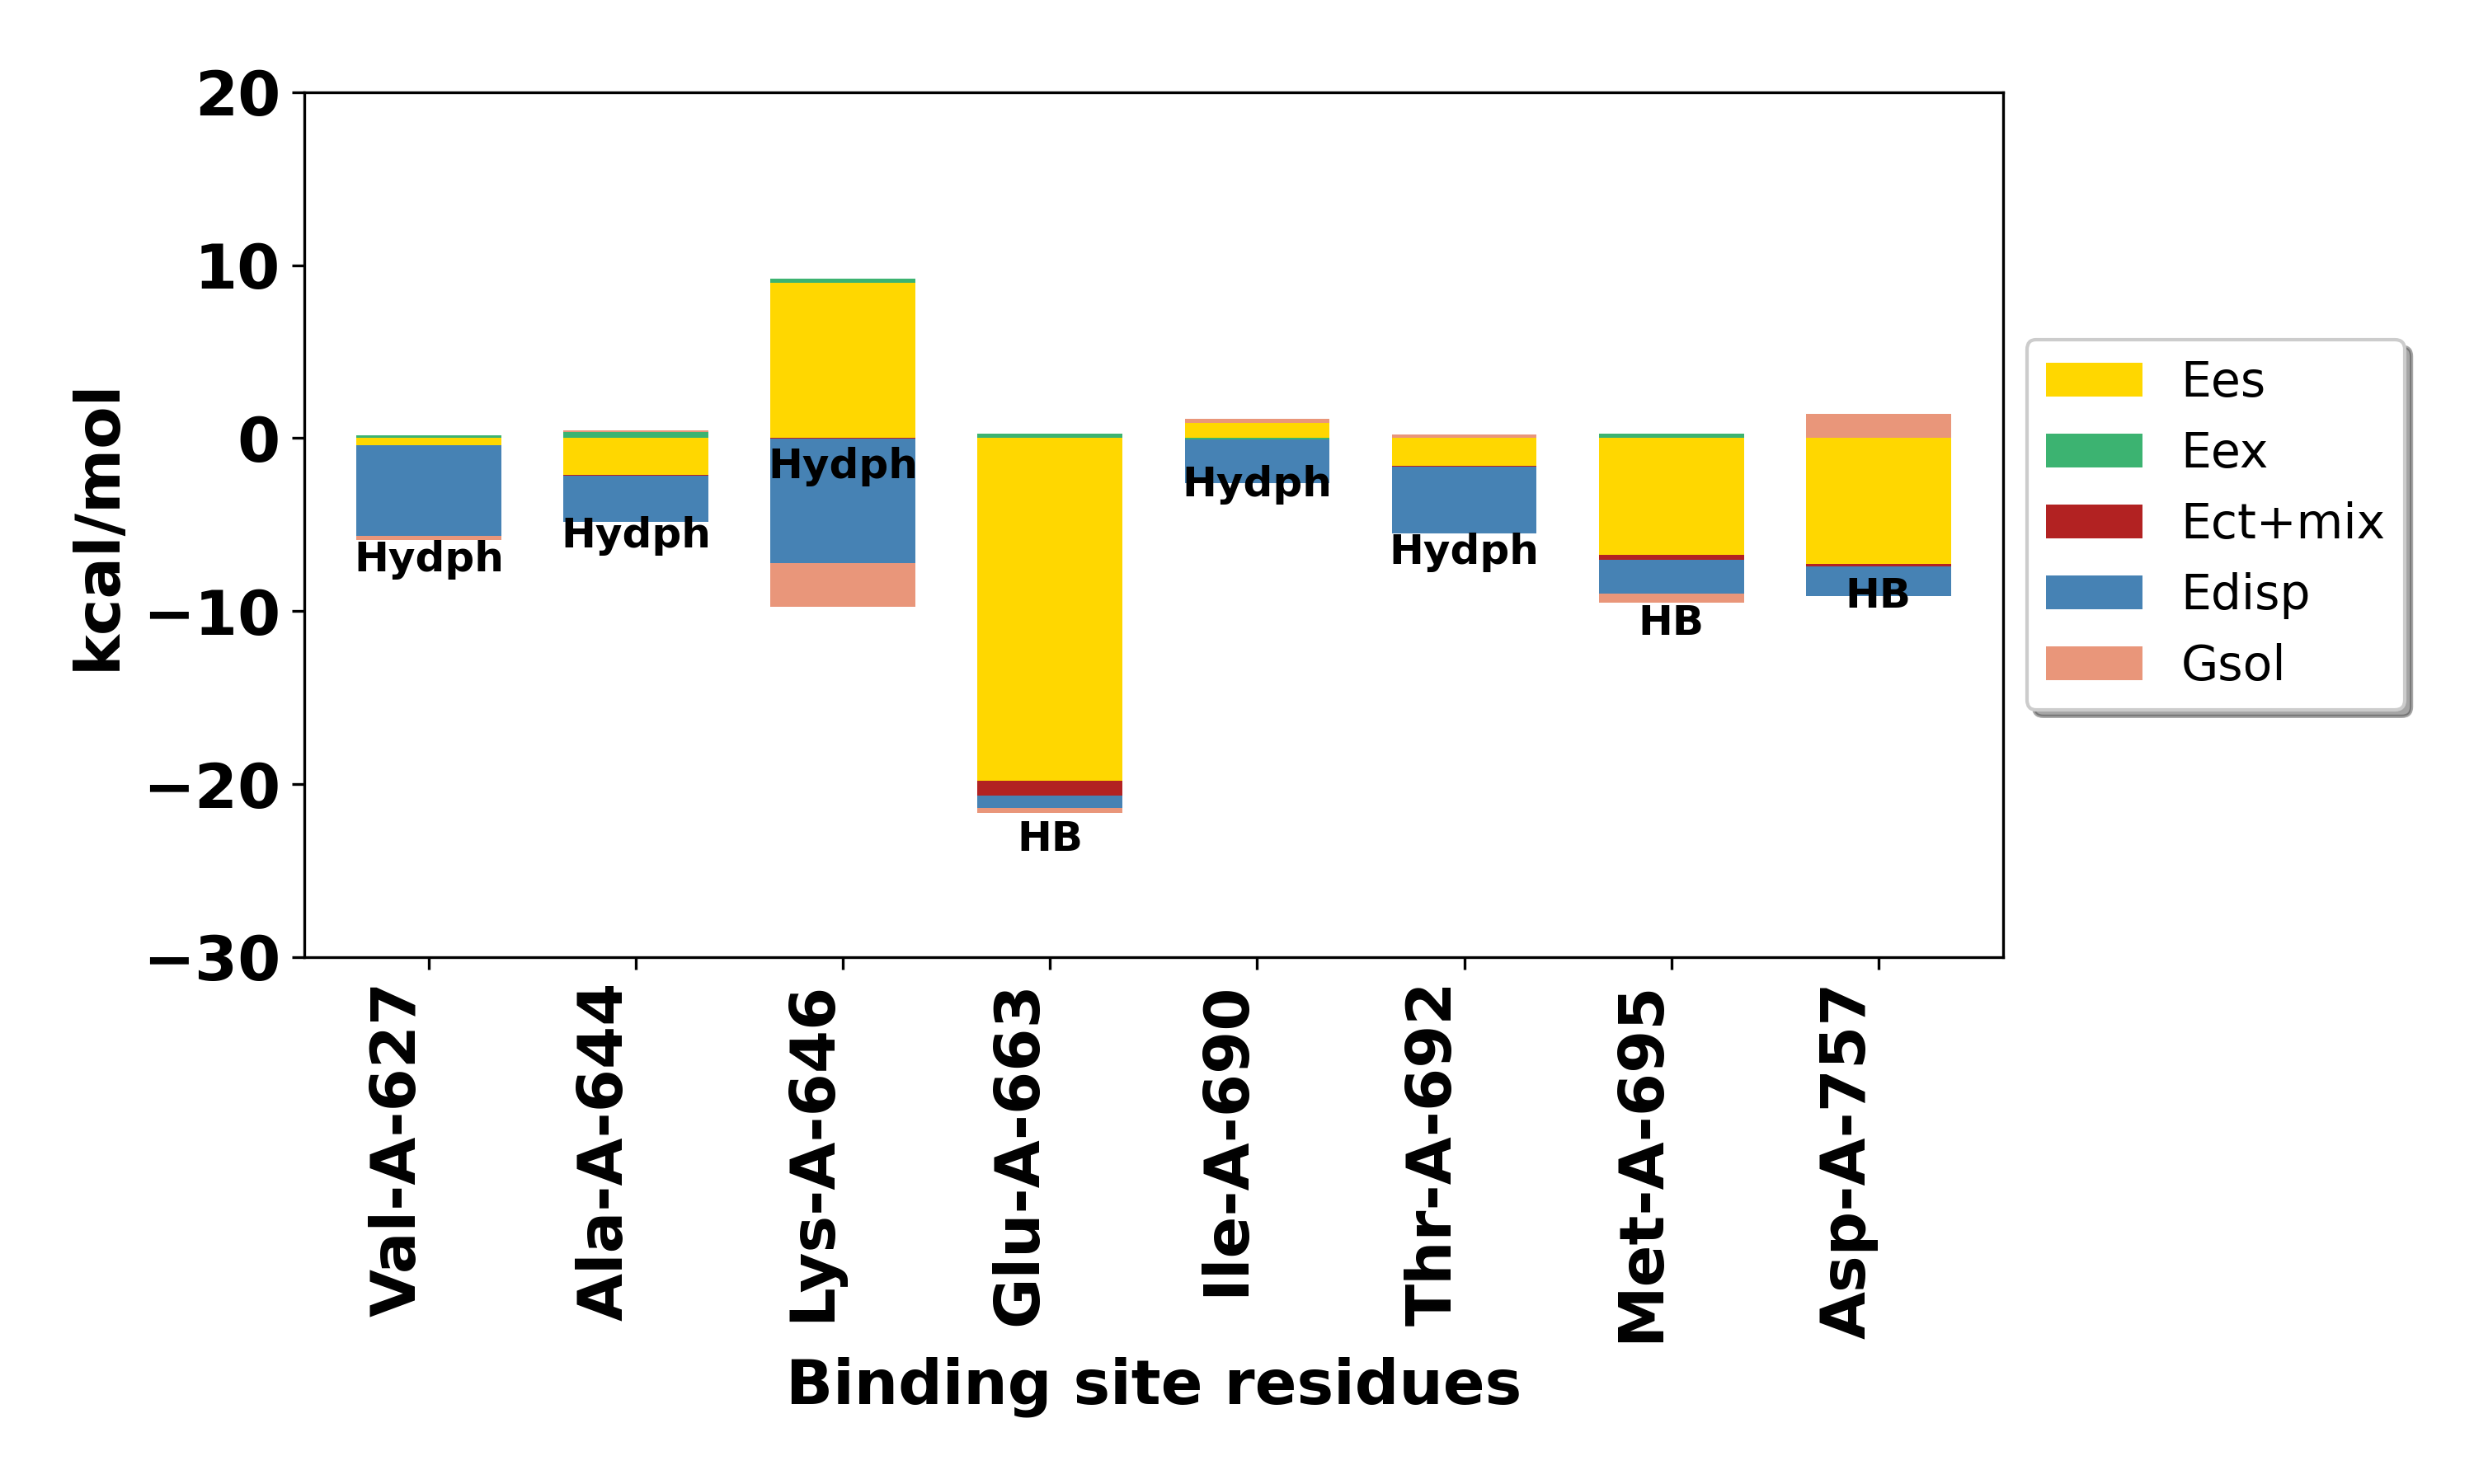 20
10
0
−10
−20
−30
kcal/mol
Hydph
Hydph
Hydph
HB
Hydph
Hydph
HB
HB
Ees
Eex
Ect+mix
Edisp
Gsol
Val-A-627
Ala-A-644
Lys-A-646
Glu-A-663
Ile-A-690
Thr-A-692
Met-A-695
Asp-A-757
Binding site residues